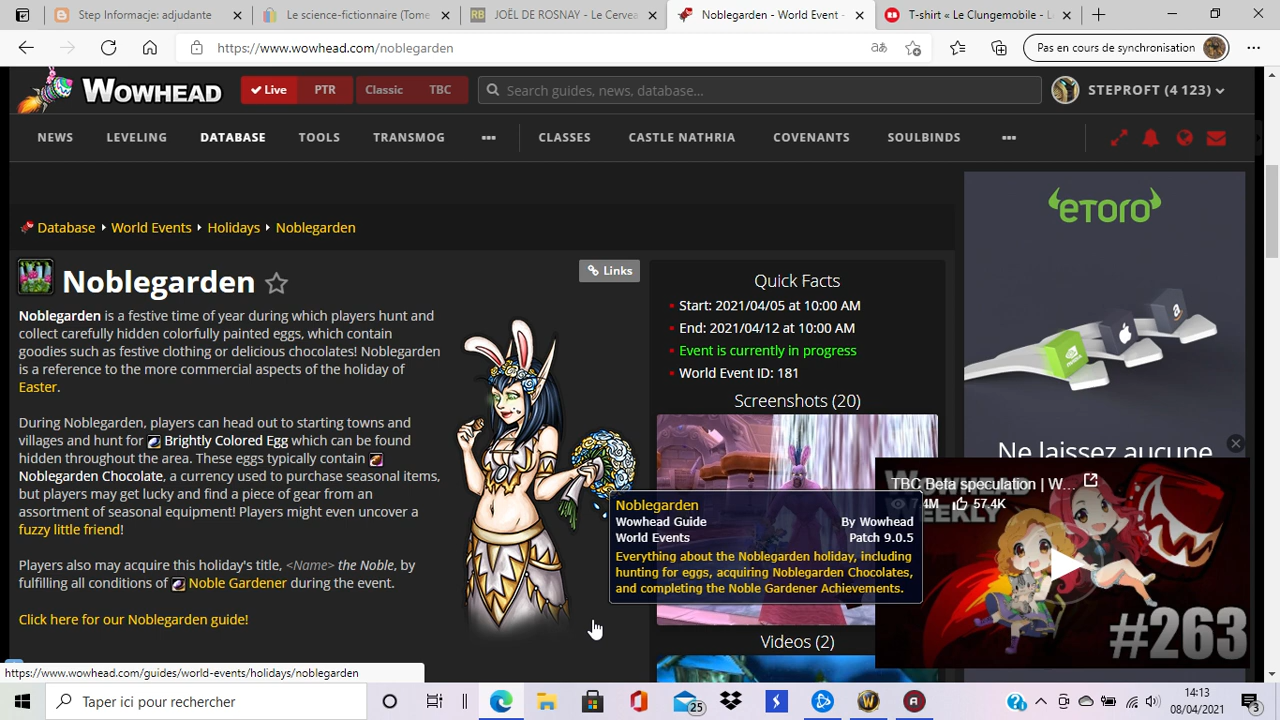 Step Informaje: adjudante
Le science-fictionnaire (Tome
JOËL DE ROSNAY - Le Cerveau
Noblegarden - World Event -
T-shirt « Le Clungemobile - L
https://www.wowhead.com/noblegarden
Pas en cours de synchronisation
WOWHEAD
Live PTR Classic TBC
Search guides, news, database...
STEPROFT (4 123)
NEWS LEVELING DATABASE TOOLS TRANSMOG ••• CLASSES CASTLE NATHRIA COVENANTS SOULBINDS •••
Database World Events Holidays Noblegarden
Noblegarden
Links
Noblegarden is a festive time of year during which players hunt and
collect carefully hidden colorfully painted eggs, which contain
goodies such as festive clothing or delicious chocolates! Noblegarden
is a reference to the more commercial aspects of the holiday of
Easter.
During Noblegarden, players can head out to starting towns and
villages and hunt for Brightly Colored Egg which can be found
hidden throughout the area. These eggs typically contain
Noblegarden Chocolate, a currency used to purchase seasonal items,
but players may get lucky and find a piece of gear from an
assortment of seasonal equipment! Players might even uncover a
fuzzy little friend!
Players also may acquire this holiday's title, <Name> the Noble, by
fulfilling all conditions of Noble Gardener during the event.
Click here for our Noblegarden guide!
Quick Facts
Start: 2021/04/05 at 10:00 AM
End: 2021/04/12 at 10:00 AM
Event is currently in progress
World Event ID: 181
Screenshots (20)
Noblegarden
Wowhead Guide By Wowhead
World Events Patch 9.0.5
Everything about the Noblegarden holiday, including
hunting for eggs, acquiring Noblegarden Chocolates,
and completing the Noble Gardener Achievements.
Videos (2)
eToro
Ne laissez aucune
TBC Beta speculation | W...
57.4K
WEEKLY
#263
https://www.wowhead.com/guides/world-events/holidays/noblegarden
Taper ici pour rechercher
25
14:13
08/04/2021
3